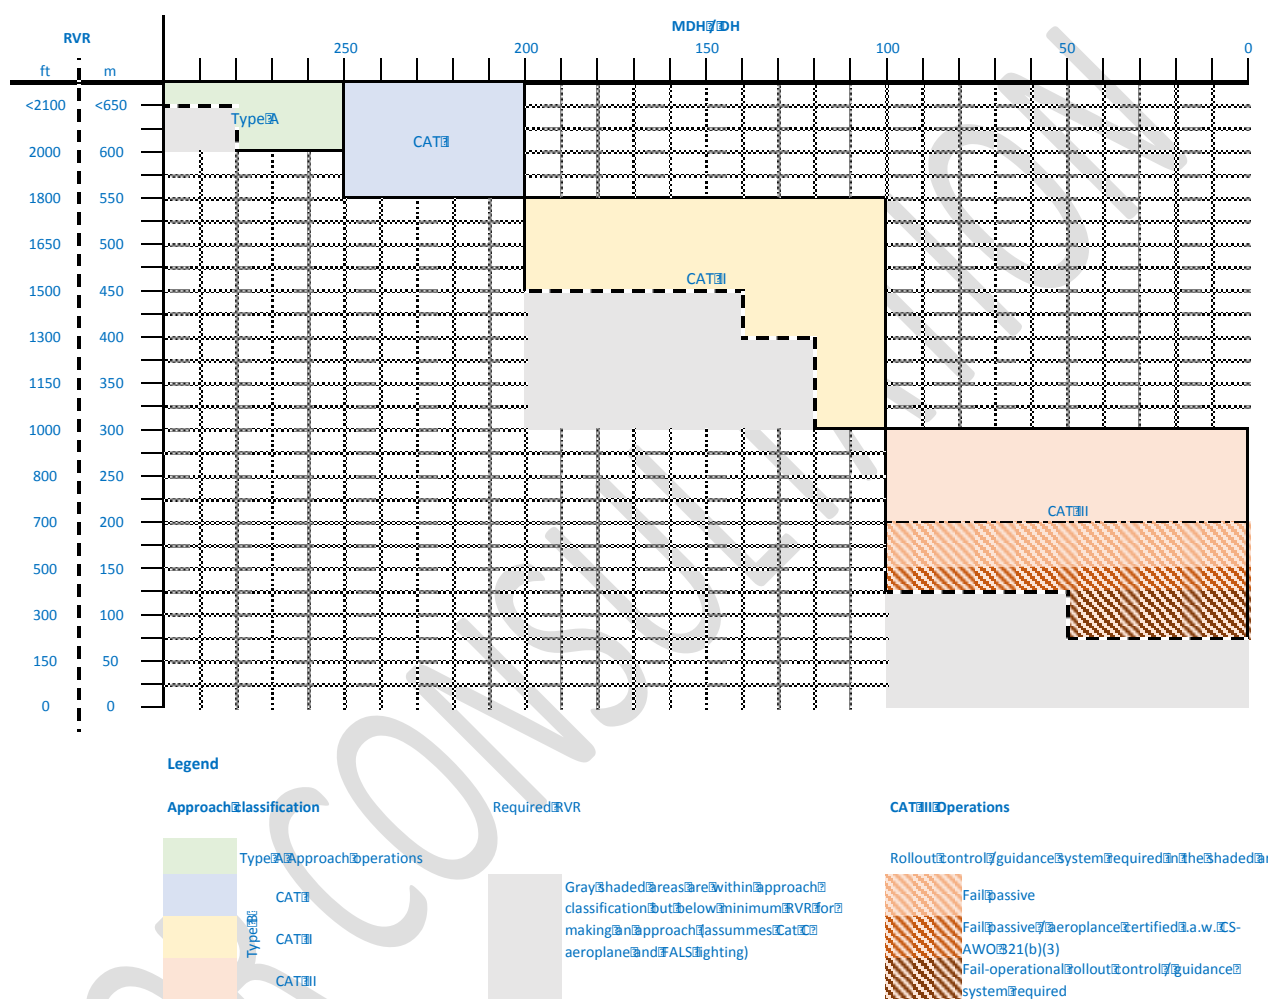 MDH / DH
RVR
250 200 150 100 50 0
ft m
<2100 <650
Type A
CAT I
2000 600
1800 550
1650 500
CAT II
1500 450
1300 400
1150 350
1000 300
800 250
CAT III
700 200
500 150
300 100
150 50
0 0
Legend
Approach classification
Required RVR
CAT III Operations
Type A Approach operations
Rollout control / guidance system required in the shaded
Gray shaded areas are within approach
classification but below minimum RVR for
making an approach (assummes Cat C
aeroplane and FALS lighting)
CAT I
Type B
CAT II
CAT III
Fail passive
Fail passive / aeroplance certified i.a.w. CS-
AWO 321(b)(3)
Fail-operational rollout control / guidance
system required
CONSULTATION